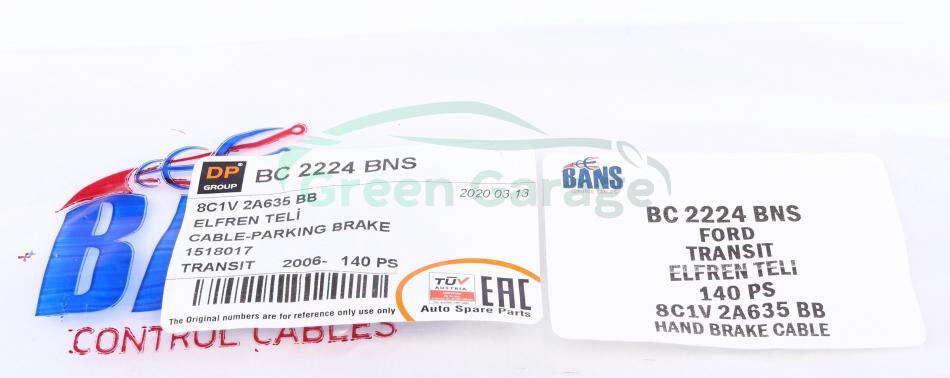 DP
GROUP
BC 2224 BNS
8C1V 2A635 BB
2020 03.13
ELFREN TELİ
CABLE-PARKING BRAKE
1518017
TRANSIT 2006- 140 PS
The Original numbers are for reference only use only
TÜV
AUSTRIA
EAC
Auto Spare Parts
CONTROL CABLES
Green Garage
BANS
BC 2224 BNS
FORD
TRANSIT
ELFREN TELİ
140 PS
8C1V 2A635 BB
HAND BRAKE CABLE